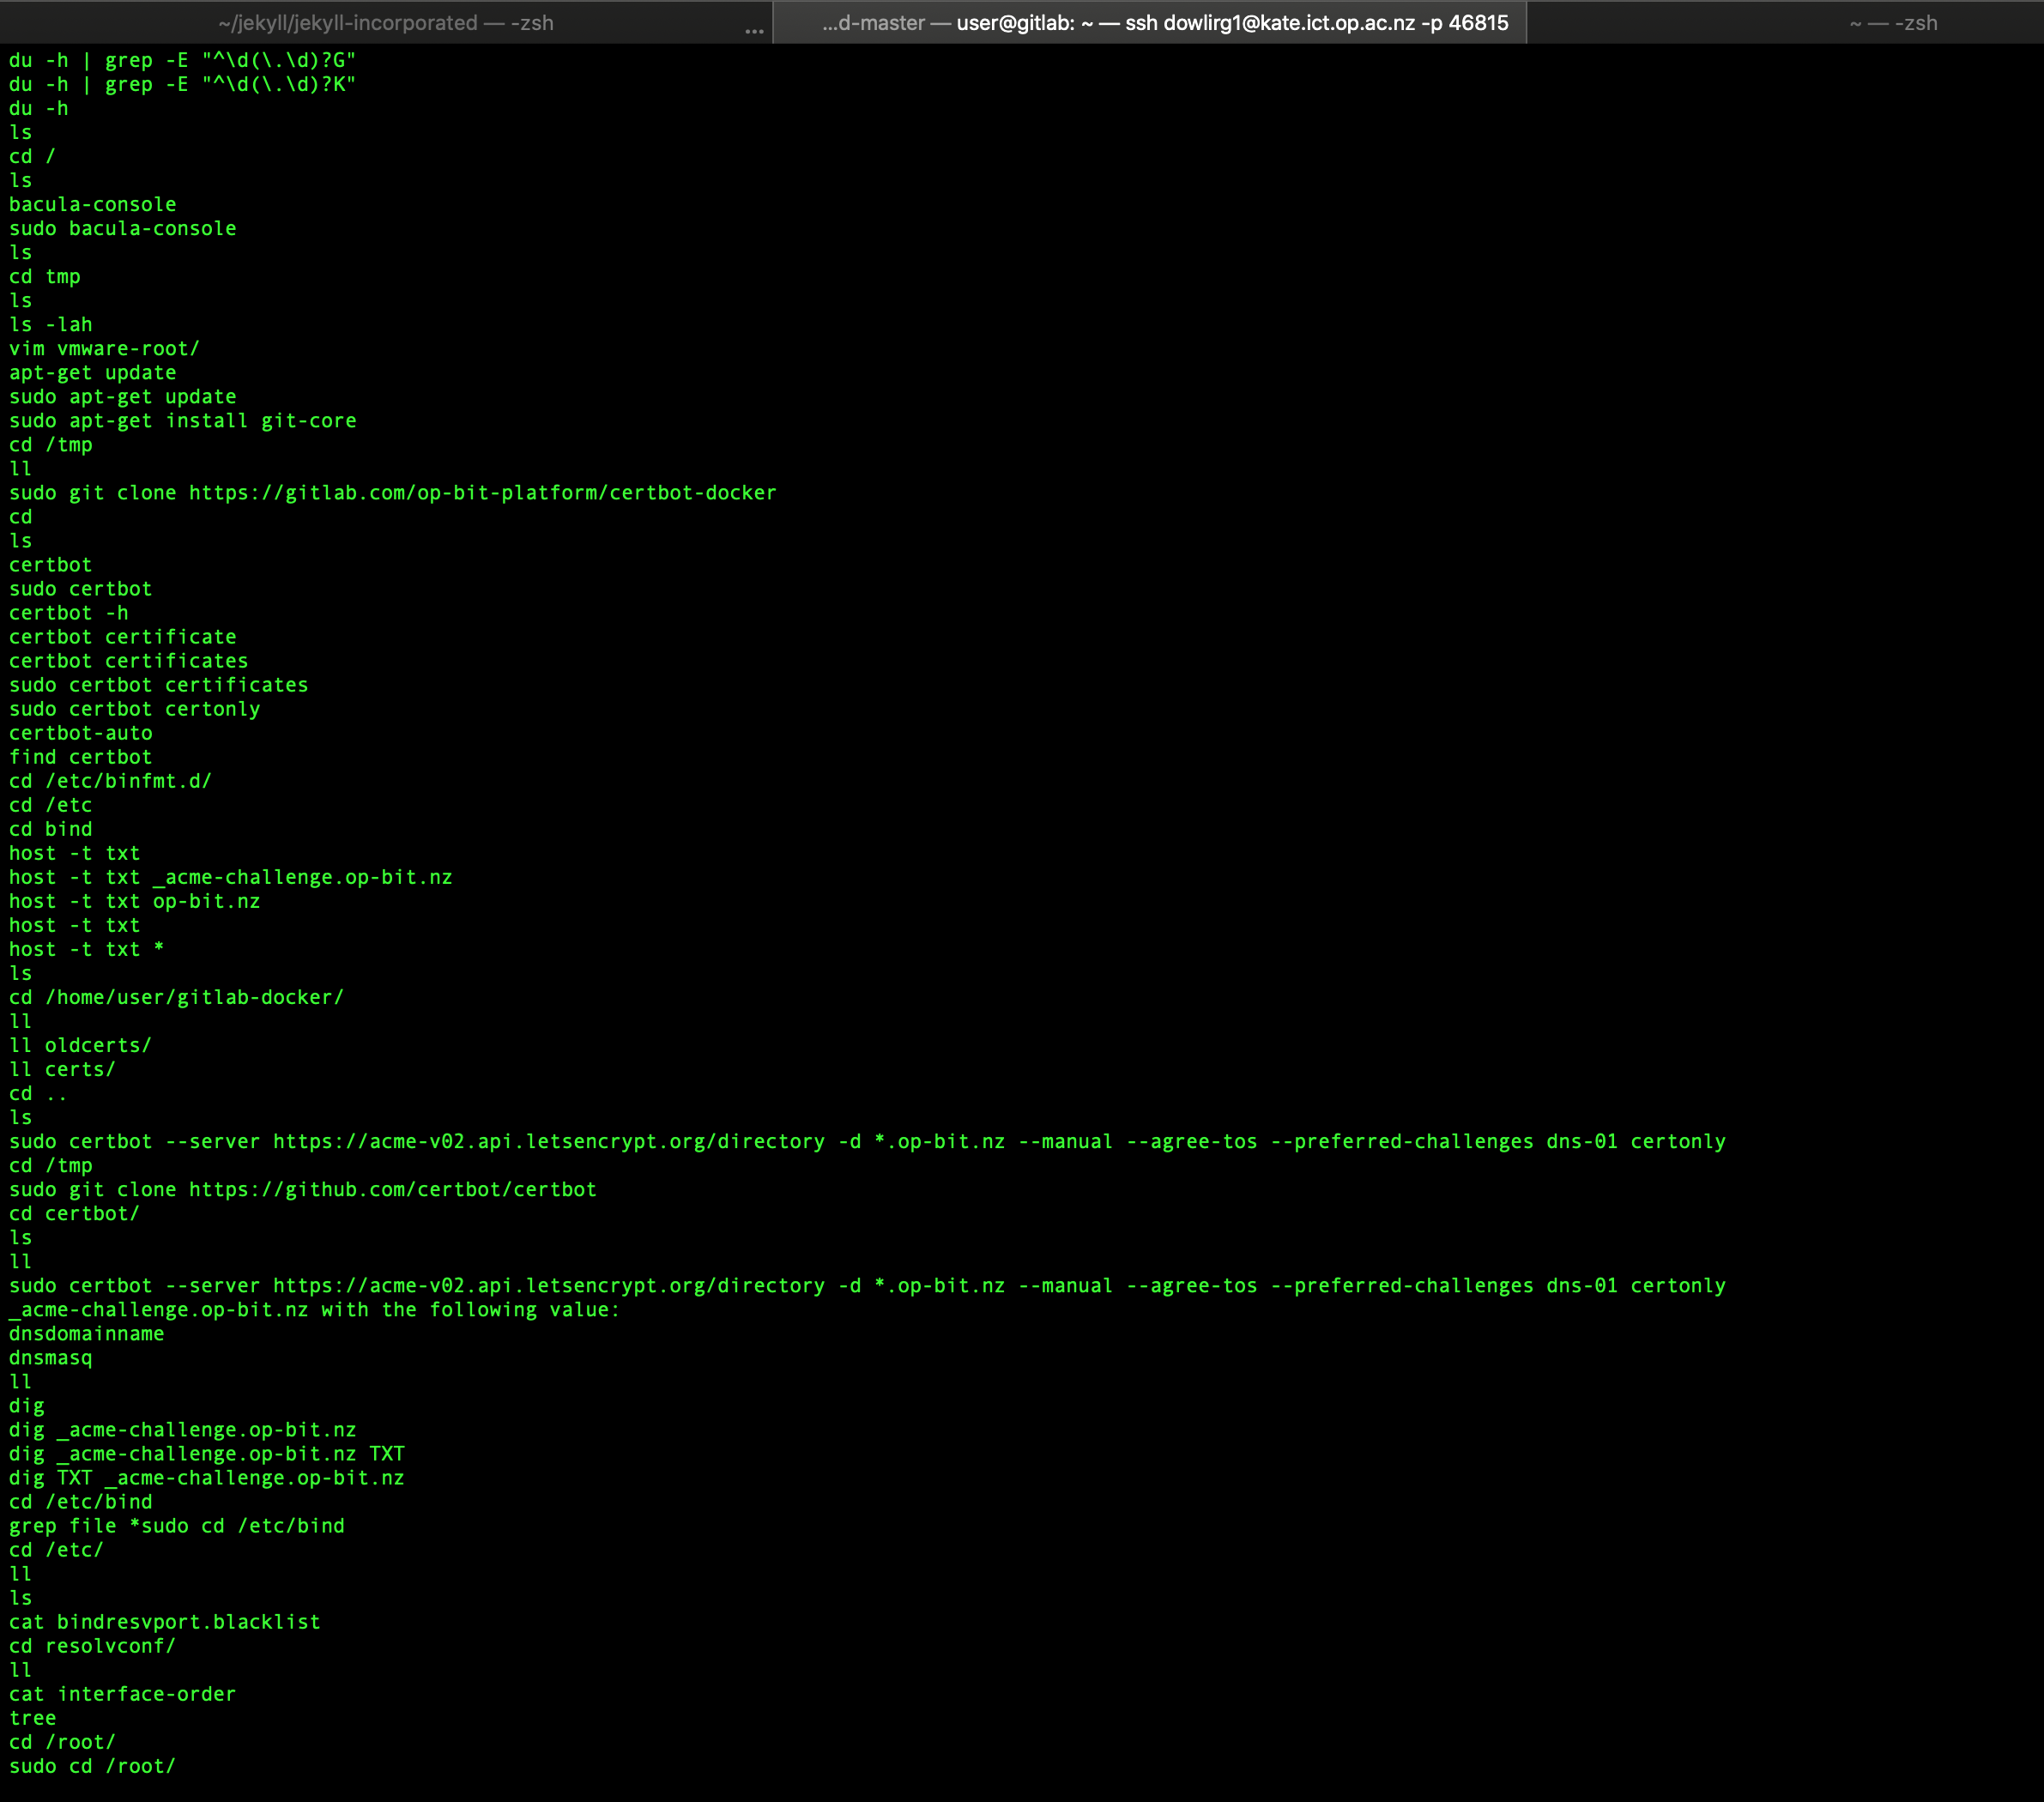 ~/jekyll/jekyll-incorporated — -zsh
...
...d-master — user@gitlab: ~ — ssh dowlirg1@kate.ict.op.ac.nz -p 46815
~ — -zsh
du -h | grep -E "^\d(\.\d)?G"
du -h | grep -E "^\d(\.\d)?K"
du -h
ls
cd /
ls
bacula-console
sudo bacula-console
ls
cd tmp
ls
ls -lah
vim vmware-root/
apt-get update
sudo apt-get update
sudo apt-get install git-core
cd /tmp
ll
sudo git clone https://gitlab.com/op-bit-platform/certbot-docker
cd
ls
certbot
sudo certbot
certbot -h
certbot certificate
certbot certificates
sudo certbot certificates
sudo certbot certonly
certbot-auto
find certbot
cd /etc/binfmt.d/
cd /etc
cd bind
host -t txt
host -t txt _acme-challenge.op-bit.nz
host -t txt op-bit.nz
host -t txt
host -t txt *
ls
cd /home/user/gitlab-docker/
ll
ll oldcerts/
ll certs/
cd ..
ls
sudo certbot --server https://acme-v02.api.letsencrypt.org/directory -d *.op-bit.nz --manual --agree-tos --preferred-challenges dns-01 certonly
cd /tmp
sudo git clone https://github.com/certbot/certbot
cd certbot/
ls
ll
sudo certbot --server https://acme-v02.api.letsencrypt.org/directory -d *.op-bit.nz --manual --agree-tos --preferred-challenges dns-01 certonly
_acme-challenge.op-bit.nz with the following value:
dnsdomainname
dnsmasq
ll
dig
dig _acme-challenge.op-bit.nz
dig _acme-challenge.op-bit.nz TXT
dig TXT _acme-challenge.op-bit.nz
cd /etc/bind
grep file *sudo cd /etc/bind
cd /etc/
ll
ls
cat bindresvport.blacklist
cd resolvconf/
ll
cat interface-order
tree
cd /root/
sudo cd /root/